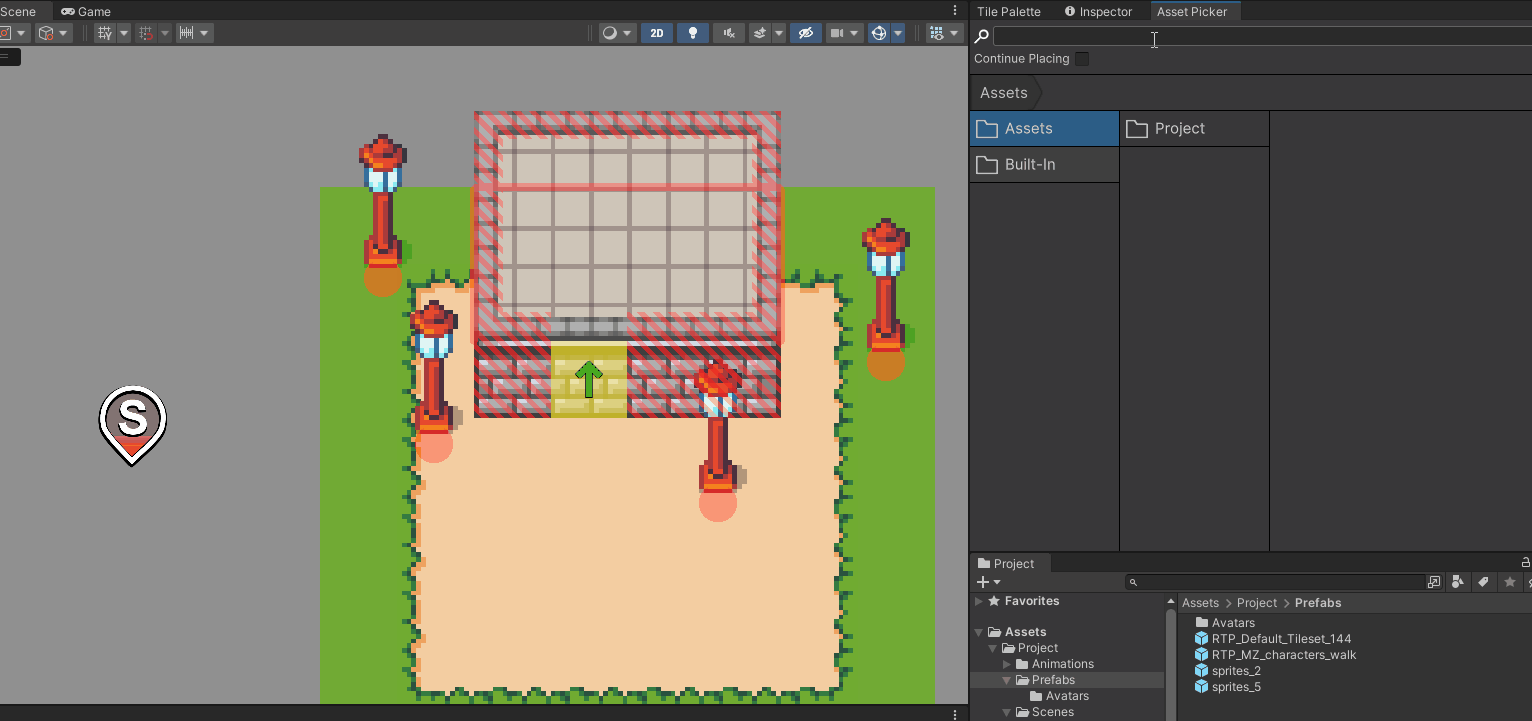 Scene
Game
Tile Palette
Inspector
Asset Picker
2D
Continue Placing
Assets
Assets
Project
Built-In
S
Project
Favorites
Assets > Project > Prefabs
Assets
Project
Animations
Prefabs
Avatars
Scenes
Avatars
RTP_Default_Tileset_144
RTP_MZ_characters_walk
sprites_2
sprites_5